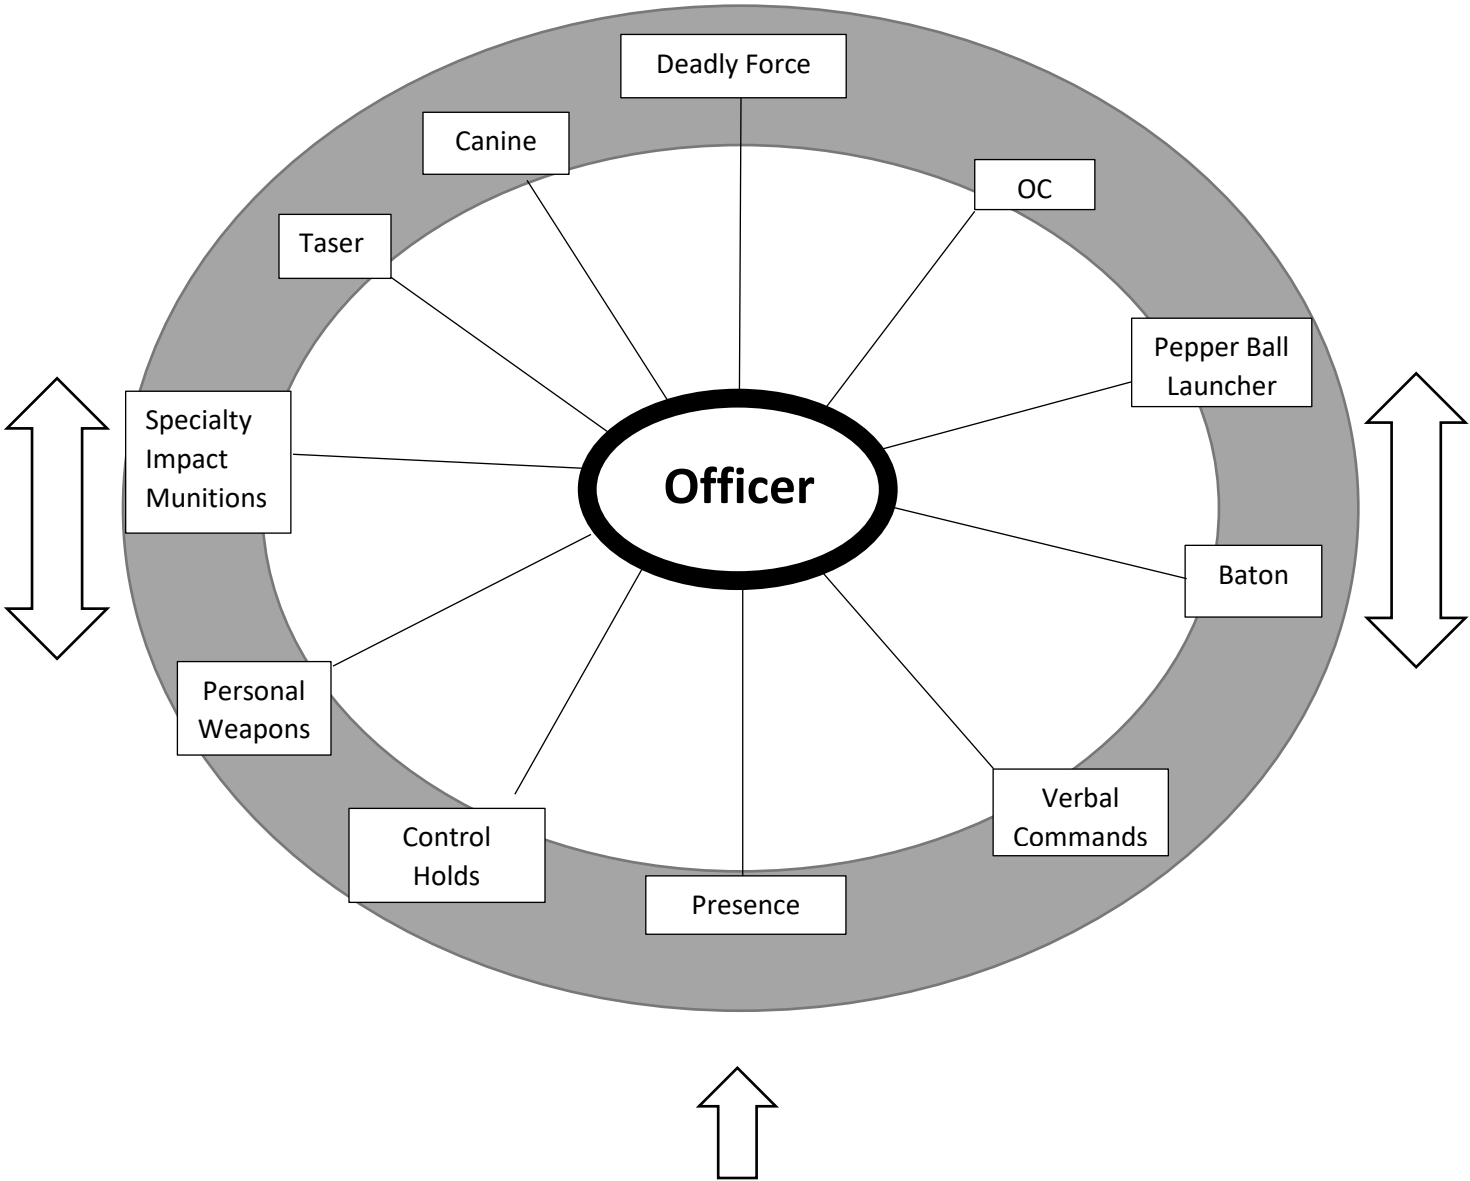 Deadly Force
Canine
OC
Taser
Pepper Ball
Launcher
Specialty
Impact
Munitions
Officer
Baton
Personal
Weapons
Verbal
Commands
Control
Holds
Presence